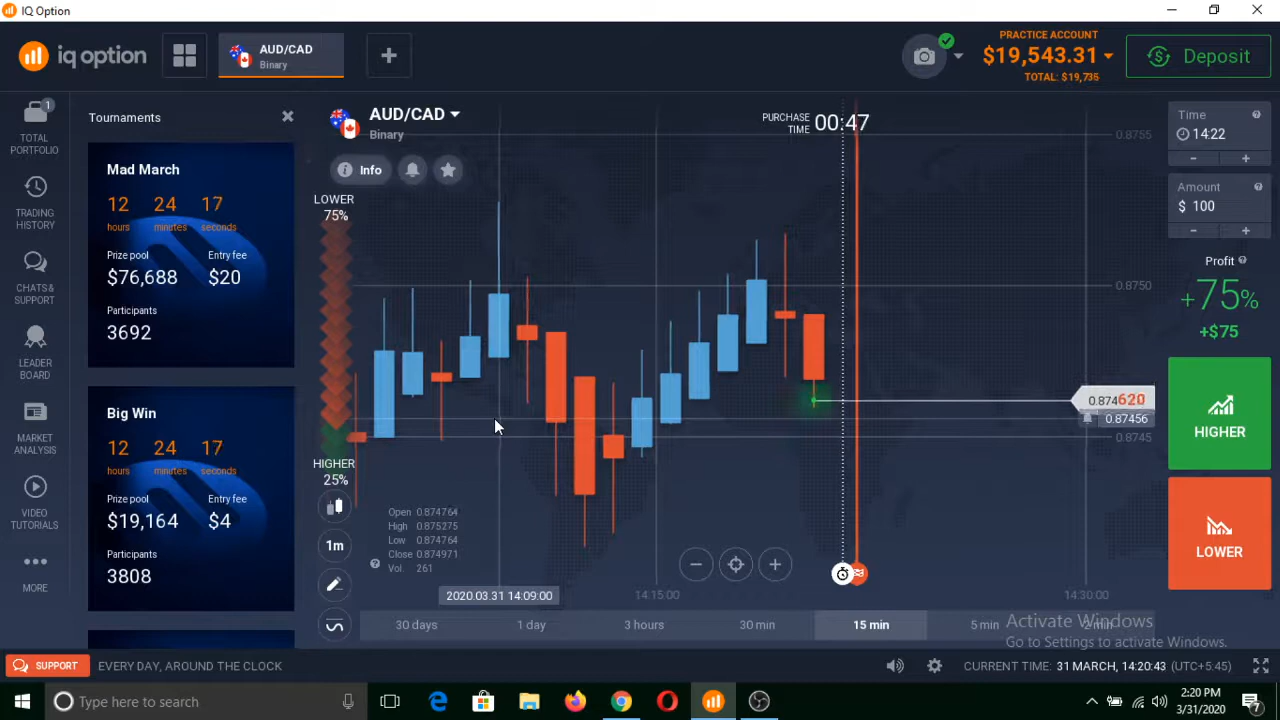 IQ Option
iq option
AUD/CAD
Binary
PRACTICE ACCOUNT
$19,543.31
TOTAL: $19,735
Deposit
1
TOTAL
PORTFOLIO
TRADING
HISTORY
CHATS &
SUPPORT
LEADER
BOARD
MARKET
ANALYSIS
VIDEO
TUTORIALS
MORE
Tournaments
Mad March
12 24 17
hours minutes seconds
Prize pool Entry fee
$76,688 $20
Participants
3692
Big Win
12 24 17
hours minutes seconds
Prize pool Entry fee
$19,164 $4
Participants
3808
AUD/CAD
Binary
Info
LOWER
75%
HIGHER
25%
1m
PURCHASE
TIME 00:47
0.8755
0.8750
0.874620
0.87456
0.8745
Open 0.874764
High 0.875275
Low 0.874764
Close 0.874971
Vol. 261
2020.03.31 14:09:00
14:15:00
14:30:00
30 days 1 day 3 hours 30 min 15 min 5 min 2 min
Time
14:22
- +
Amount
$ 100
- +
Profit
+75%
+$75
HIGHER
LOWER
Activate Windows
Go to Settings to activate Windows.
SUPPORT EVERY DAY, AROUND THE CLOCK
CURRENT TIME: 31 MARCH, 14:20:43 (UTC+5:45)
Type here to search
2:20 PM
3/31/2020
7